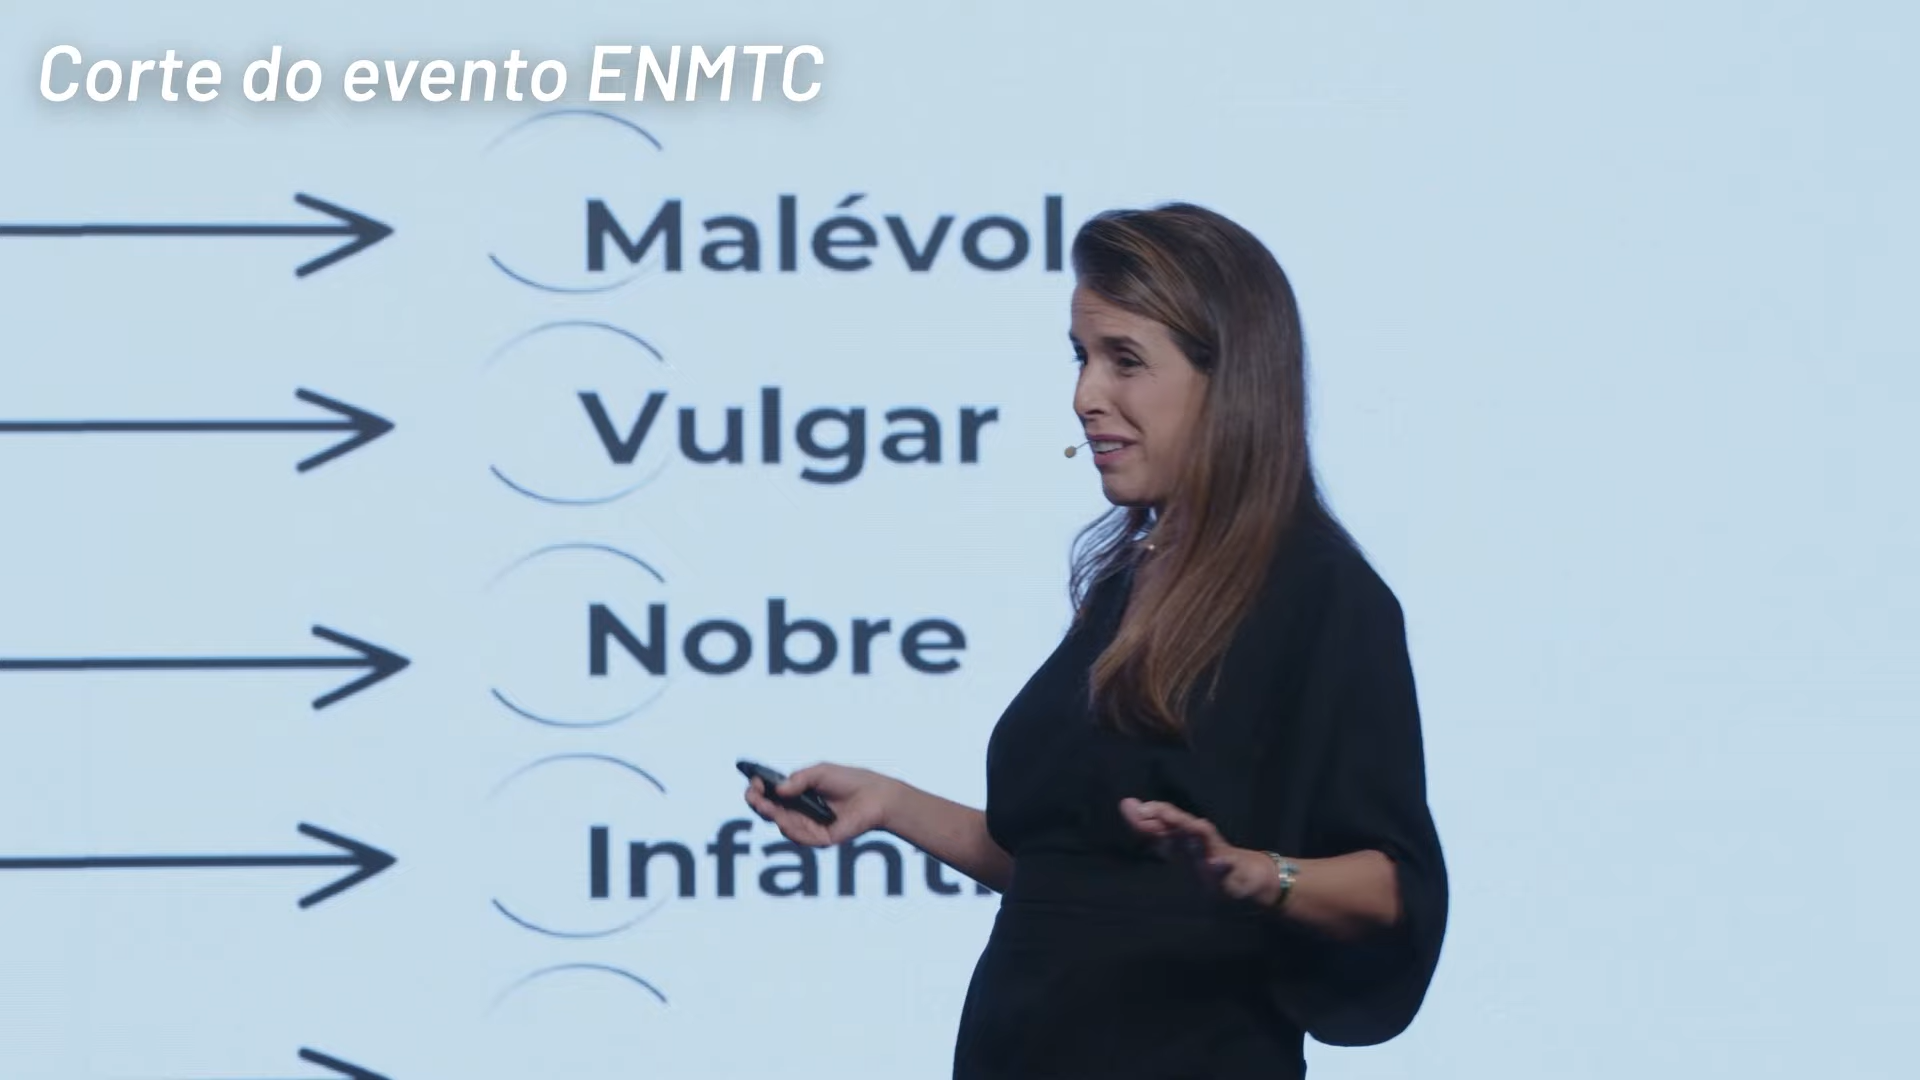 Corte do evento ENMTC
Malévol
Vulgar
Nobre
Infant